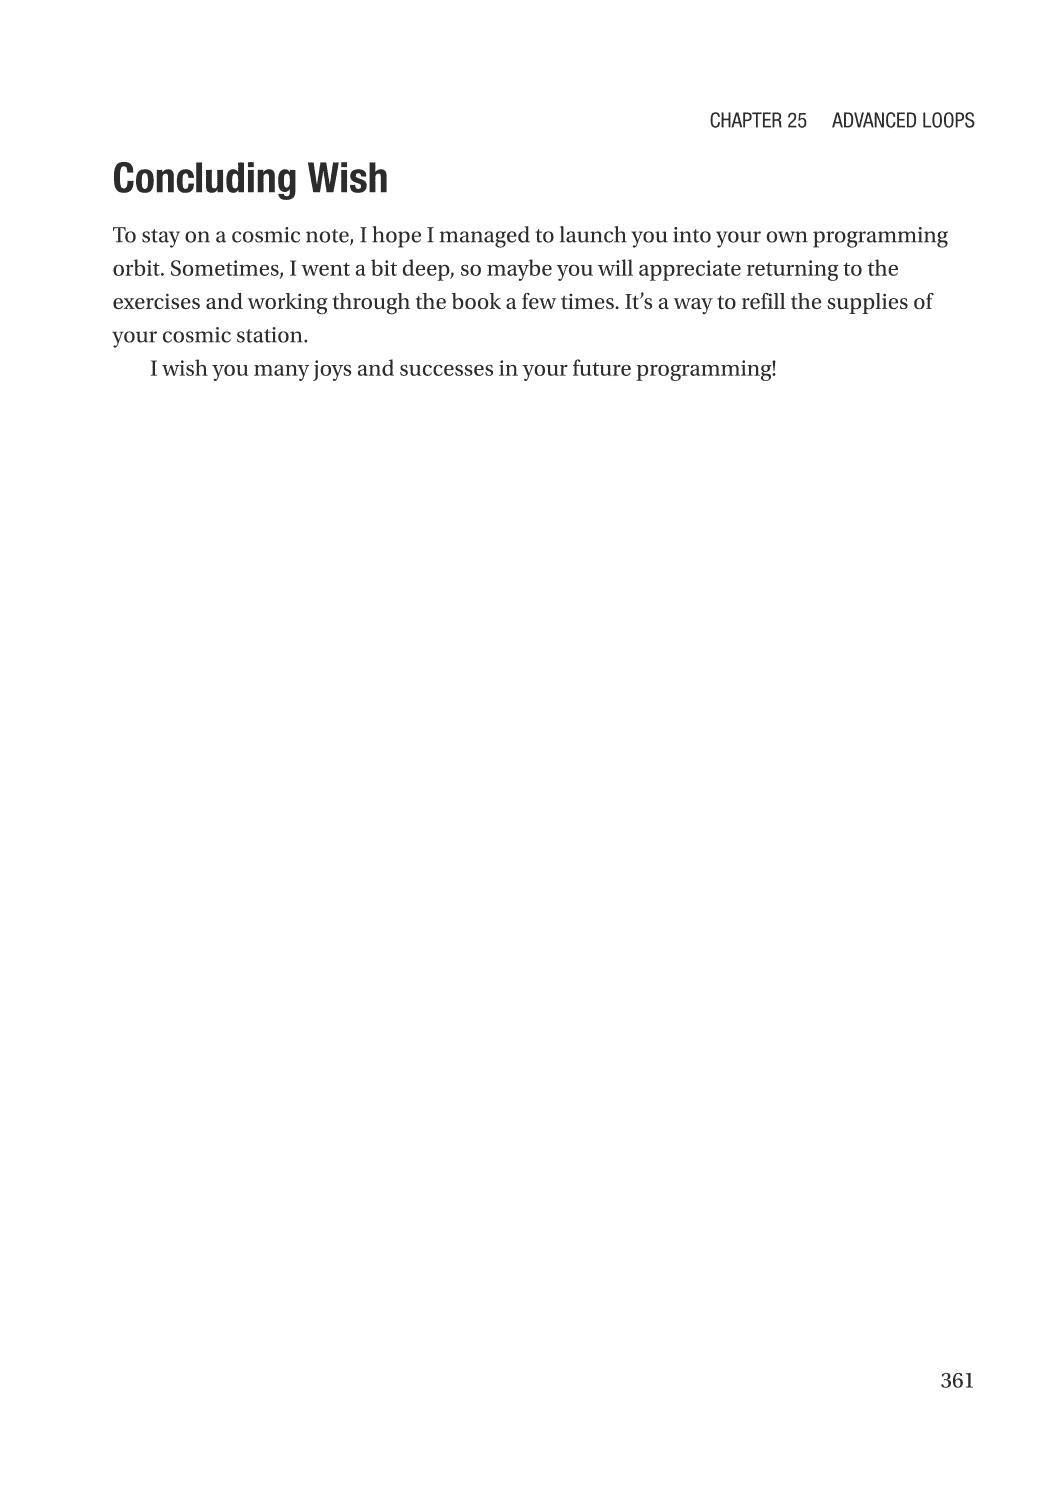 CHAPTER 25 ADVANCED LOOPS
Concluding Wish
To stay on a cosmic note, I hope I managed to launch you into your own programming
orbit. Sometimes, I went a bit deep, so maybe you will appreciate returning to the
exercises and working through the book a few times. It’s a way to refill the supplies of
your cosmic station.
I wish you many joys and successes in your future programming!
361